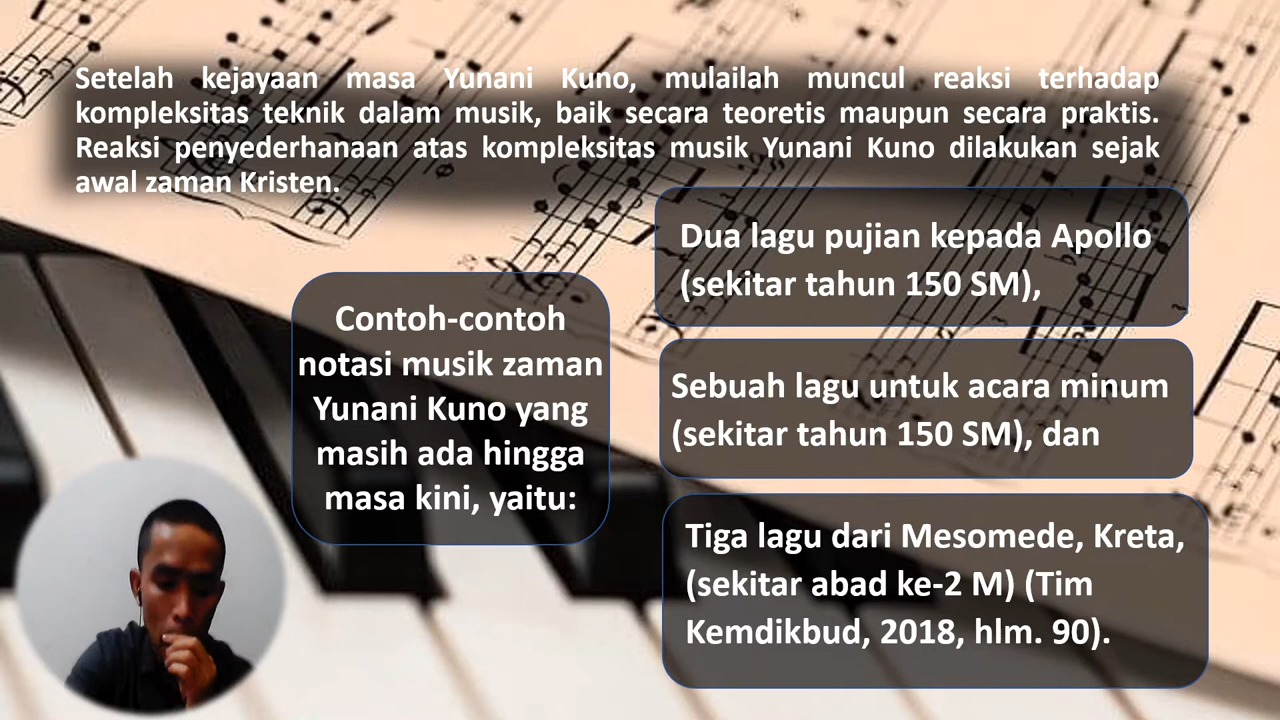 Setelah kejayaan masa Yunani Kuno, mulailah muncul reaksi terhadap
kompleksitas teknik dalam musik, baik secara teoretis maupun secara praktis.
Reaksi penyederhanaan atas kompleksitas musik Yunani Kuno dilakukan sejak
awal zaman Kristen.
Contoh-contoh
notasi musik zaman
Yunani Kuno yang
masih ada hingga
masa kini, yaitu:
Dua lagu pujian kepada Apollo
(sekitar tahun 150 SM),
Sebuah lagu untuk acara minum
(sekitar tahun 150 SM), dan
Tiga lagu dari Mesomede, Kreta,
(sekitar abad ke-2 M) (Tim
Kemdikbud, 2018, hlm. 90).